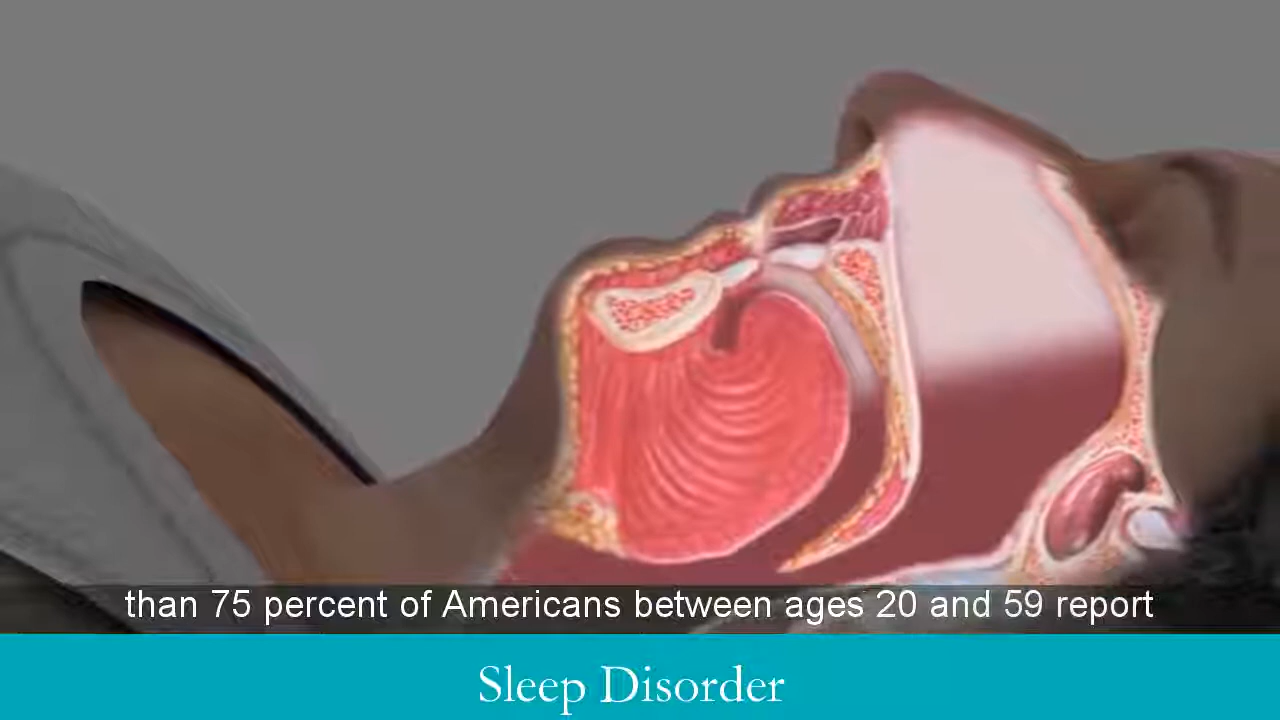 than 75 percent of Americans between ages 20 and 59 report
Sleep Disorder